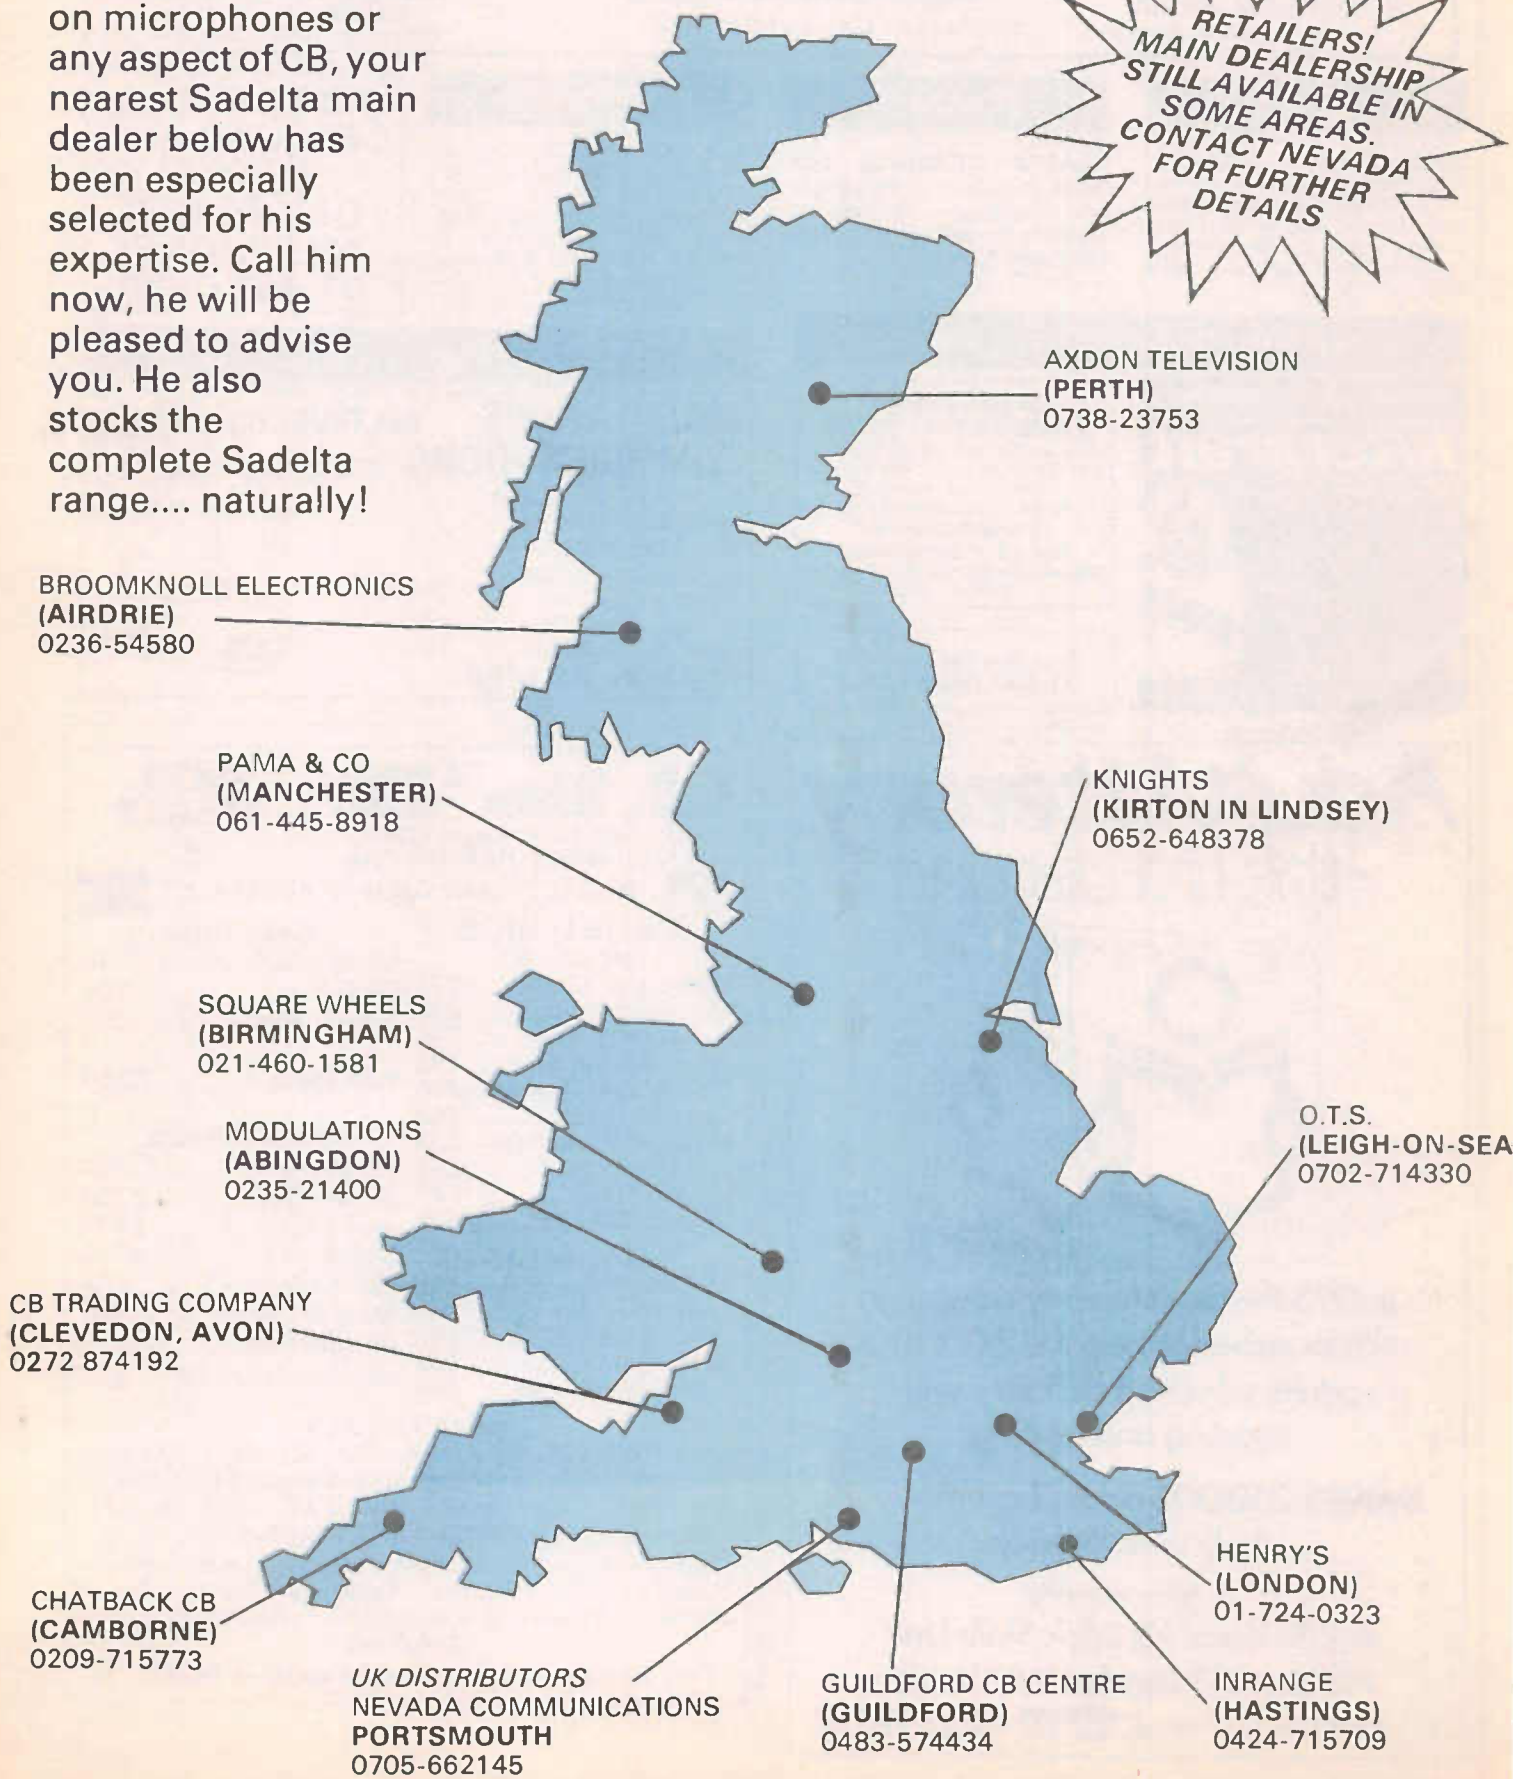 on microphones or
any aspect of CB, your
nearest Sadelta main
dealer below has
been especially
selected for his
expertise. Call him
now, he will be
pleased to advise
you. He also
stocks the
complete Sadelta
range.... naturally!
RETAILERS!
MAIN DEALERSHIP
STILL AVAILABLE IN
SOME AREAS.
CONTACT NEVADA
FOR FURTHER
DETAILS
AXDON TELEVISION
(PERTH)
0738-23753
BROOMKNOLL ELECTRONICS
(AIRDRIE)
0236-54580
PAMA & CO
(MANCHESTER)
061-445-8918
KNIGHTS
(KIRTON IN LINDSEY)
0652-648378
SQUARE WHEELS
(BIRMINGHAM)
021-460-1581
MODULATIONS
(ABINGDON)
0235-21400
O.T.S.
(LEIGH-ON-SEA
0702-714330
CB TRADING COMPANY
(CLEVEDON, AVON)
0272 874192
HENRY'S
(LONDON)
01-724-0323
CHATBACK CB
(CAMBORNE)
0209-715773
UK DISTRIBUTORS
NEVADA COMMUNICATIONS
PORTSMOUTH
0705-662145
GUILDFORD CB CENTRE
(GUILDFORD)
0483-574434
INRANGE
(HASTINGS)
0424-715709